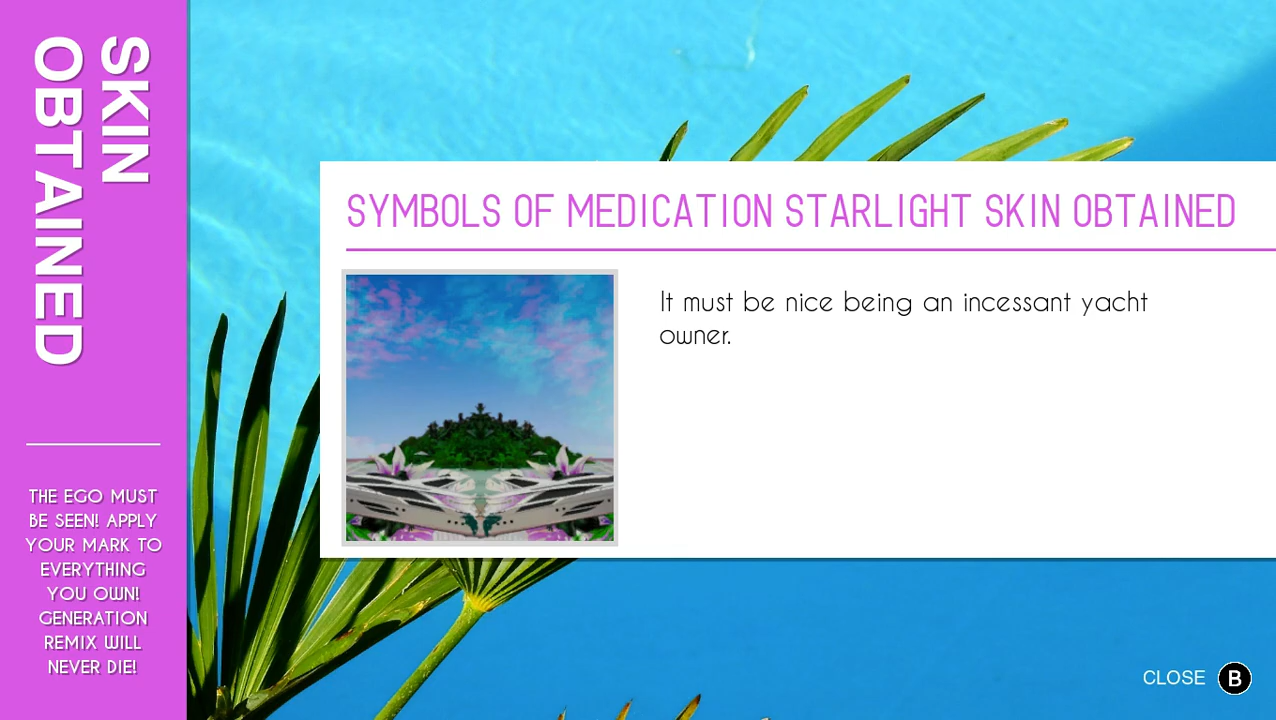 SKIN
OBTAINED
THE EGO MUST
BE SEEN! APPLY
YOUR MARK TO
EVERYTHING
YOU OWN!
GENERATION
REMIX WILL
NEVER DIE!
SYMBOLS OF MEDICATION STARLIGHT SKIN OBTAINED
It must be nice being an incessant yacht
owner.
CLOSE B